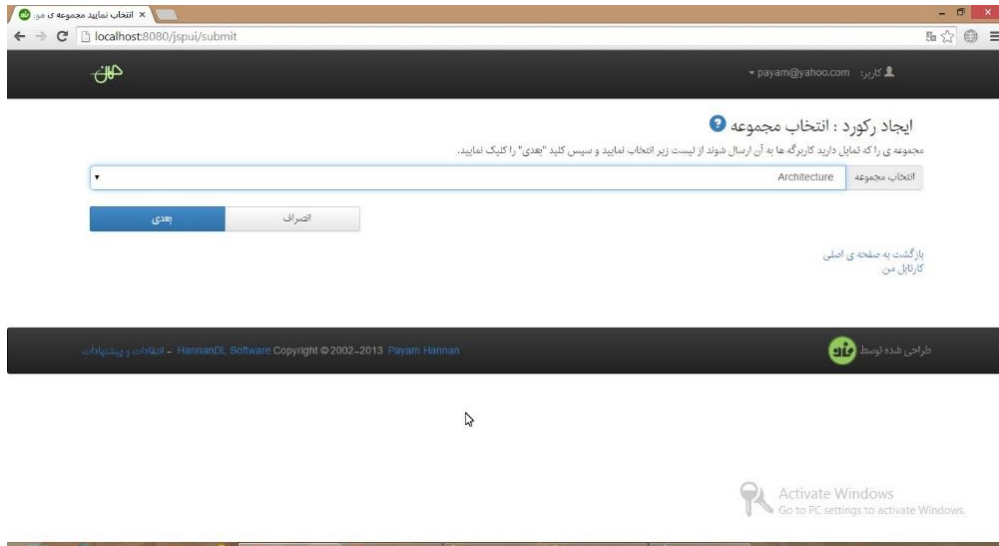 انتخاب نمایید مجموعه ی مور
localhost:8080/jspui/submit
کاربر: payam@yahoo.com
ایجاد رکورد : انتخاب مجموعه ?
مجموعه ی را که تمایل دارید کاربرگه ها به آن ارسال شوند از لیست زیر انتخاب نمایید و سپس کلید "بعدی" را کلیک نمایید.
انتخاب مجموعه Architecture
انصراف بعدی
بازگشت به صفحه ی اصلی
کارتابل من
طراحی شده توسط
HannanDL Software Copyright © 2002-2013 Payam Hannan - انتقادات و پیشنهادات
Activate Windows
Go to PC settings to activate Windows.